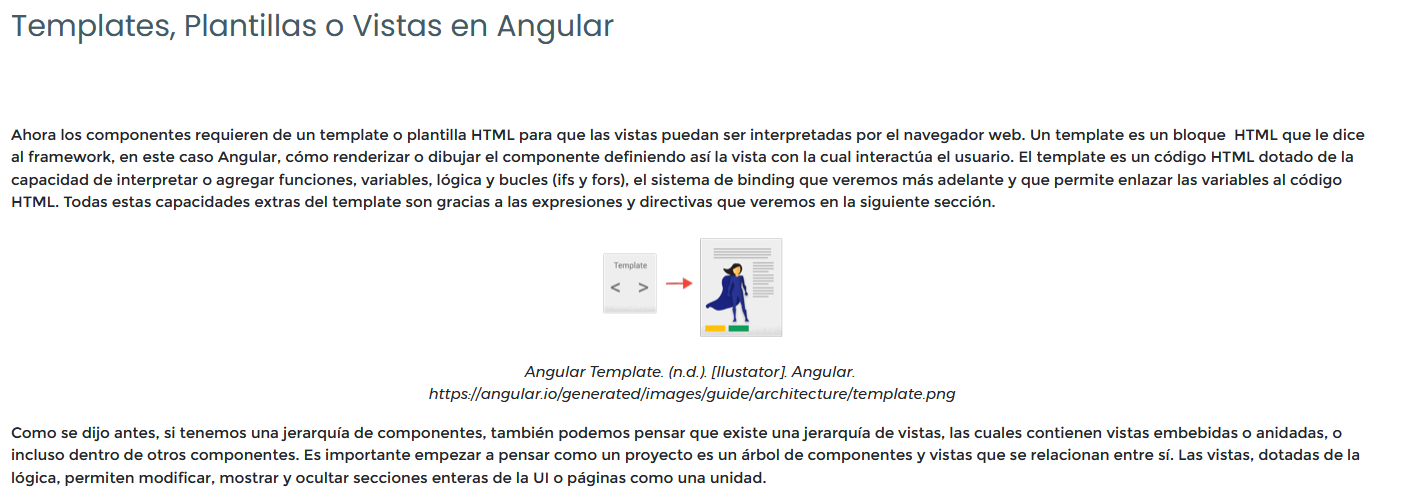 Templates, Plantillas o Vistas en Angular
Ahora los componentes requieren de un template o plantilla HTML para que las vistas puedan ser interpretadas por el navegador web. Un template es un bloque  HTML que le dice
al framework, en este caso Angular, cómo renderizar o dibujar el componente definiendo así la vista con la cual interactúa el usuario. El template es un código HTML dotado de la
capacidad de interpretar o agregar funciones, variables, lógica y bucles (ifs y fors), el sistema de binding que veremos más adelante y que permite enlazar las variables al código
HTML. Todas estas capacidades extras del template son gracias a las expresiones y directivas que veremos en la siguiente sección.
Template
< >
Angular Template. (n.d.). [Ilustator]. Angular.
https://angular.io/generated/images/guide/architecture/template.png
Como se dijo antes, si tenemos una jerarquía de componentes, también podemos pensar que existe una jerarquía de vistas, las cuales contienen vistas embebidas o anidadas, o
incluso dentro de otros componentes. Es importante empezar a pensar como un proyecto es un árbol de componentes y vistas que se relacionan entre sí. Las vistas, dotadas de la
lógica, permiten modificar, mostrar y ocultar secciones enteras de la UI o páginas como una unidad.